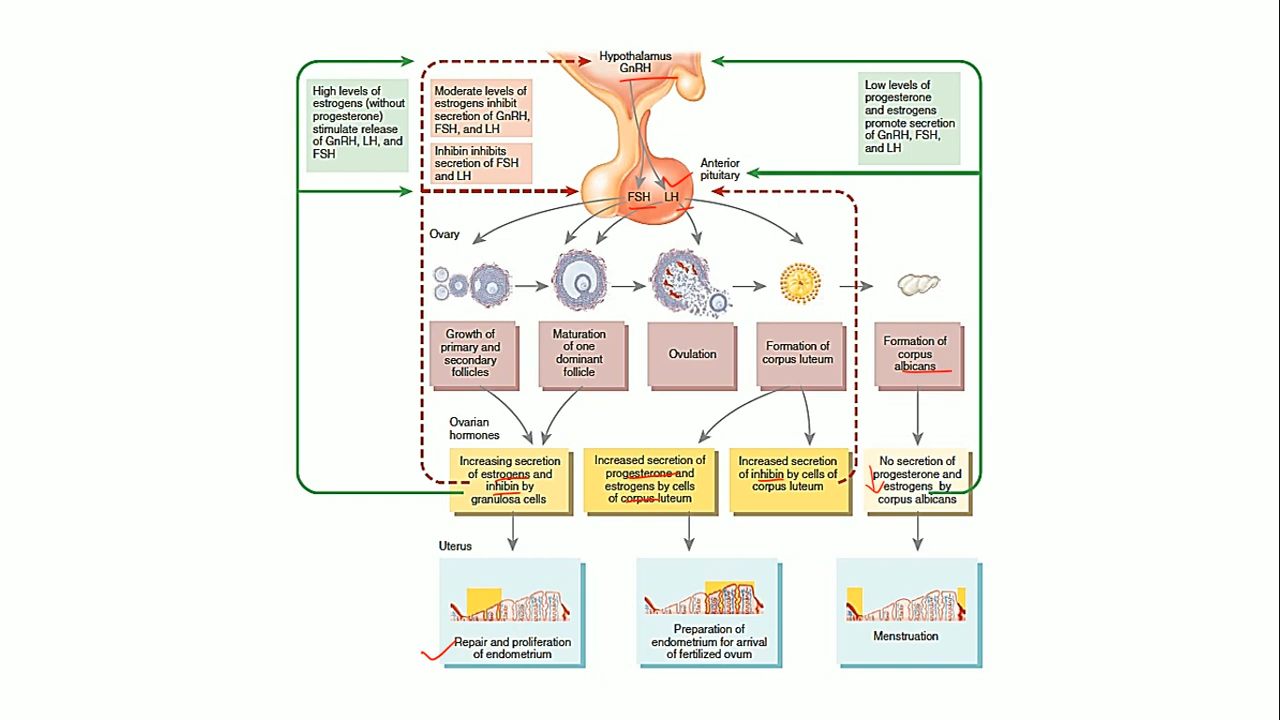 Hypothalamus
GnRH
High levels of
estrogens (without
progesterone)
stimulate release
of GnRH, LH, and
FSH
Moderate levels of
estrogens inhibit
secretion of GnRH,
FSH, and LH
Inhibin inhibits
secretion of FSH
and LH
Low levels of
progesterone
and estrogens
promote secretion
of GnRH, FSH,
and LH
Anterior
pituitary
FSH LH
Ovary
Growth of
primary and
secondary
follicles
Maturation
of one
dominant
follicle
Ovulation
Formation of
corpus luteum
Formation of
corpus
albicans
Ovarian
hormones
Increasing secretion
of estrogens and
inhibin by
granulosa cells
Increased secretion of
progesterone and
estrogens by cells
of corpus luteum
Increased secretion
of inhibin by cells of
corpus luteum
No secretion of
progesterone and
estrogens by
corpus albicans
Uterus
Repair and proliferation
of endometrium
Preparation of
endometrium for arrival
of fertilized ovum
Menstruation